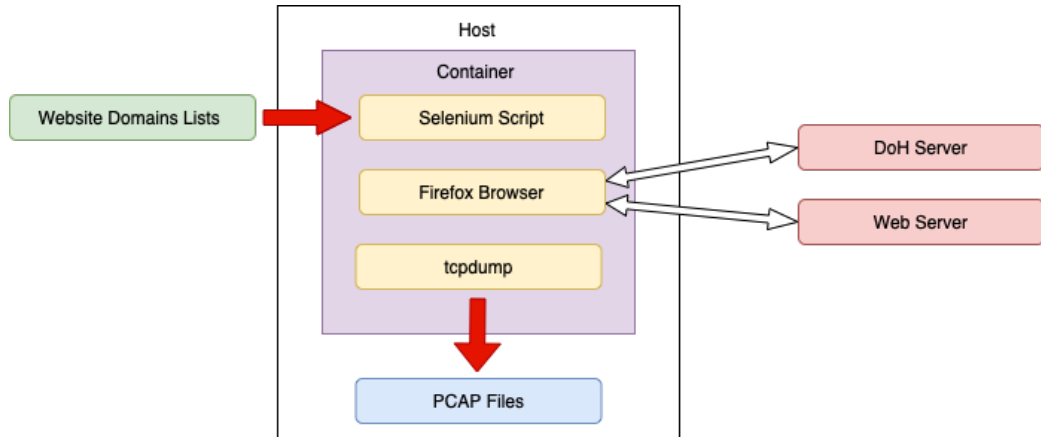 Host
Container
Website Domains Lists
Selenium Script
DoH Server
Firefox Browser
Web Server
tcpdump
PCAP Files